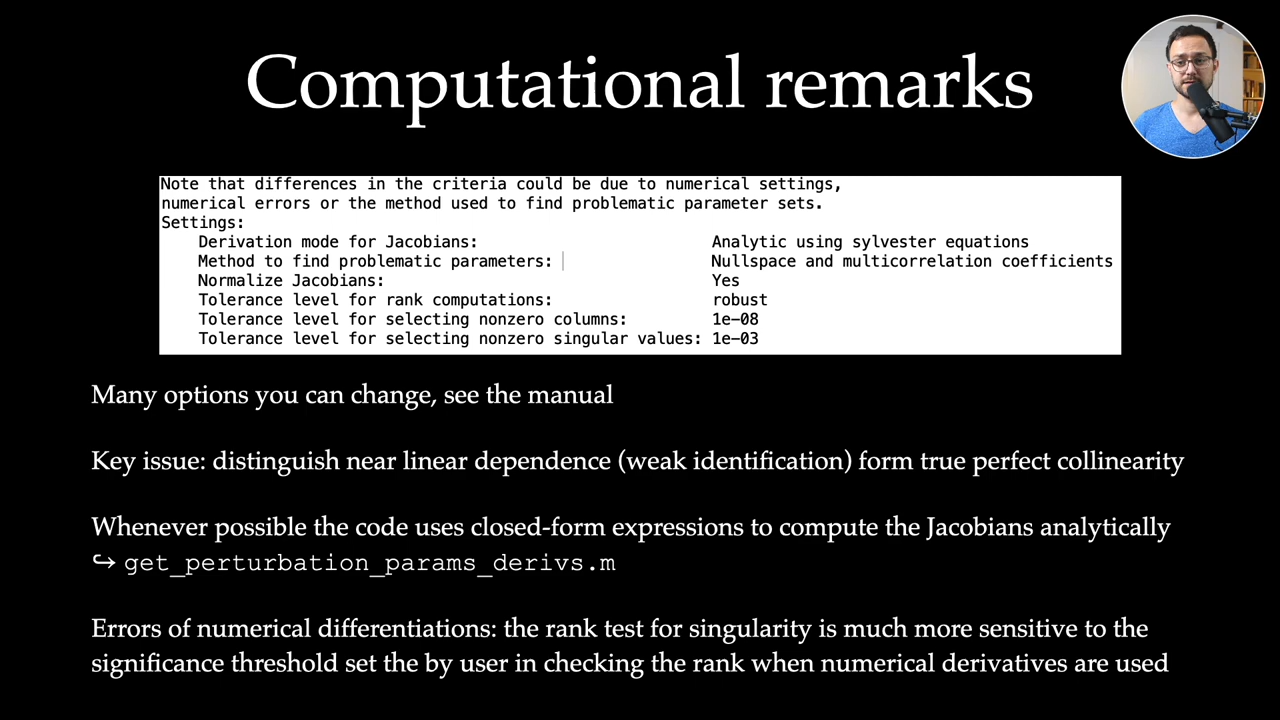 Computational remarks
Note that differences in the criteria could be due to numerical settings,
numerical errors or the method used to find problematic parameter sets.
Settings:
Derivation mode for Jacobians: Analytic using sylvester equations
Method to find problematic parameters: Nullspace and multicorrelation coefficients
Normalize Jacobians: Yes
Tolerance level for rank computations: robust
Tolerance level for selecting nonzero columns: 1e-08
Tolerance level for selecting nonzero singular values: 1e-03
Many options you can change, see the manual
Key issue: distinguish near linear dependence (weak identification) form true perfect collinearity
Whenever possible the code uses closed-form expressions to compute the Jacobians analytically
↪ get_perturbation_params_derivs.m
Errors of numerical differentiations: the rank test for singularity is much more sensitive to the
significance threshold set the by user in checking the rank when numerical derivatives are used